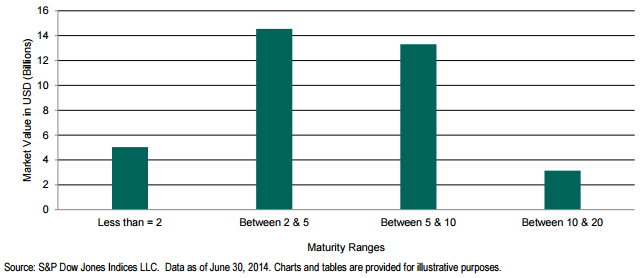 Market Value in USD (Billions)
16
14
12
10
8
6
4
2
0
Less than = 2
Between 2 & 5
Between 5 & 10
Between 10 & 20
Maturity Ranges
Source: S&P Dow Jones Indices LLC. Data as of June 30, 2014. Charts and tables are provided for illustrative purposes.